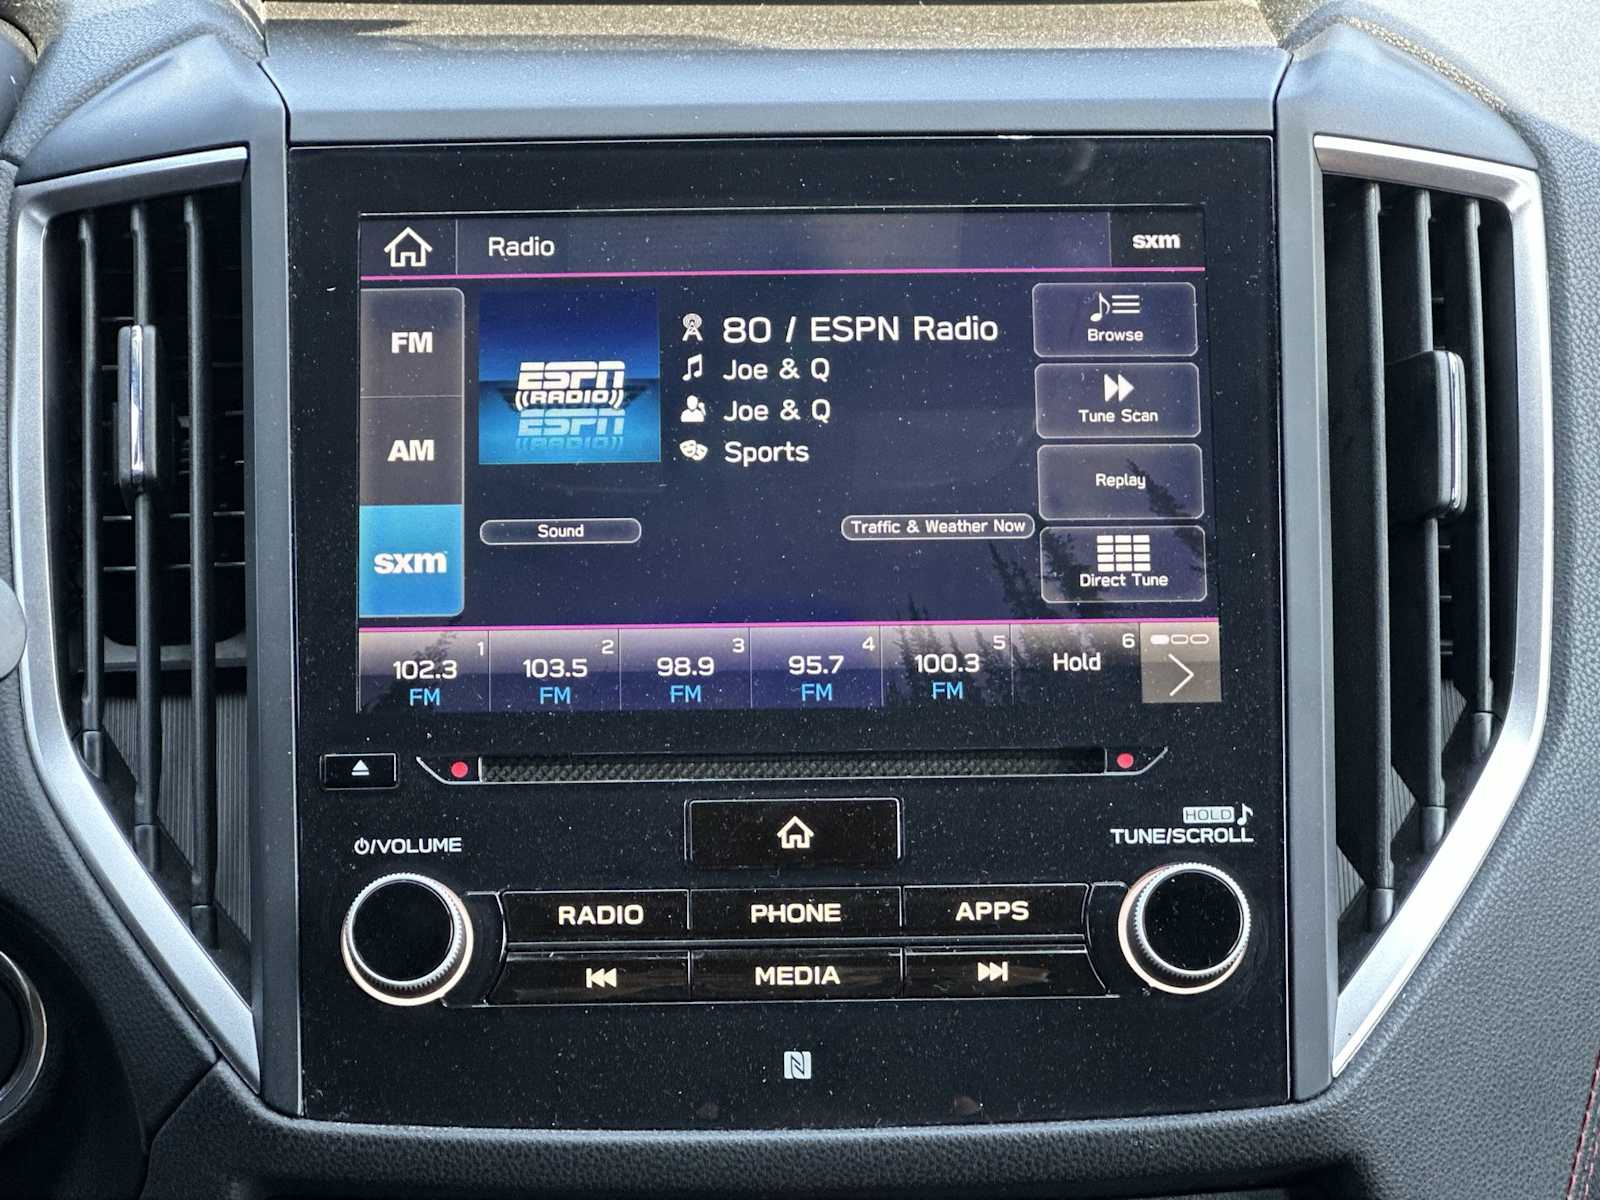 Radio
sxm
FM
AM
sxm
ESPN
((RADIO))
80 / ESPN Radio
Joe & Q
Joe & Q
Sports
Browse
Tune Scan
Replay
Direct Tune
Sound
Traffic & Weather Now
1
102.3
FM
2
103.5
FM
3
98.9
FM
4
95.7
FM
5
100.3
FM
6
Hold
/VOLUME
HOLD
TUNE/SCROLL
RADIO
PHONE
APPS
MEDIA